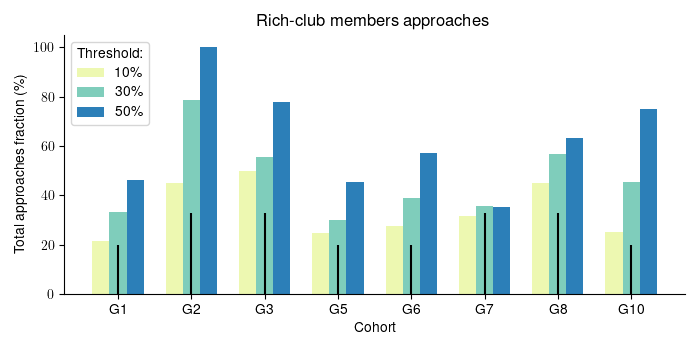 Rich-club members approaches
Total approaches fraction (%)
100
80
60
40
20
0
Threshold:
10%
30%
50%
G1 G2 G3 G5 G6 G7 G8 G10
Cohort